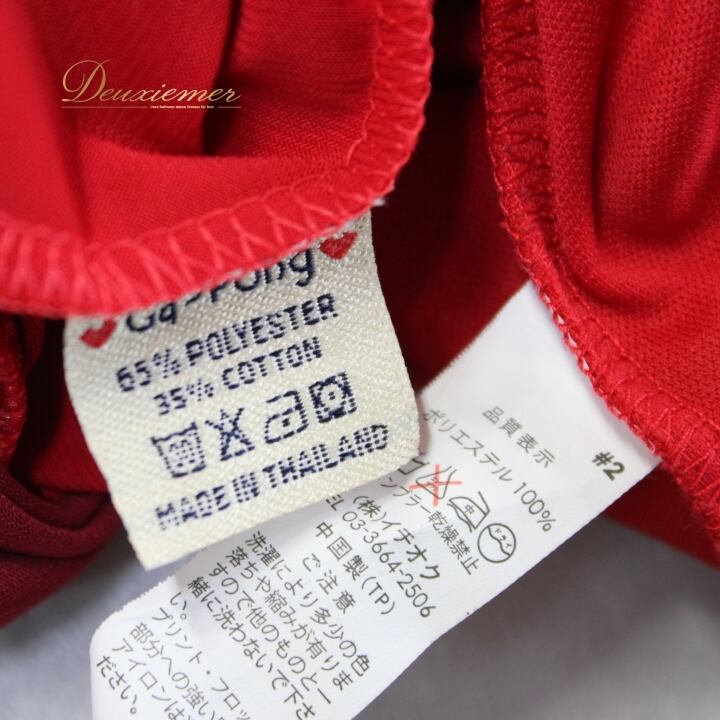 Deuxiemer
65% POLYESTER
35% COTTON
MADE IN THAILAND
#2
品質表示
ポリエステル 100%
ンブラー乾燥禁止
(株)イチオク
TEL 03-3664-2506
中国製(TP)
ご注意
洗濯により多少の色
落ちや縮みが有りま
すので他のものと一
緒に洗わないで下さ
い。
プリント・フロッ
部分への強い
アイロンは
ださい。